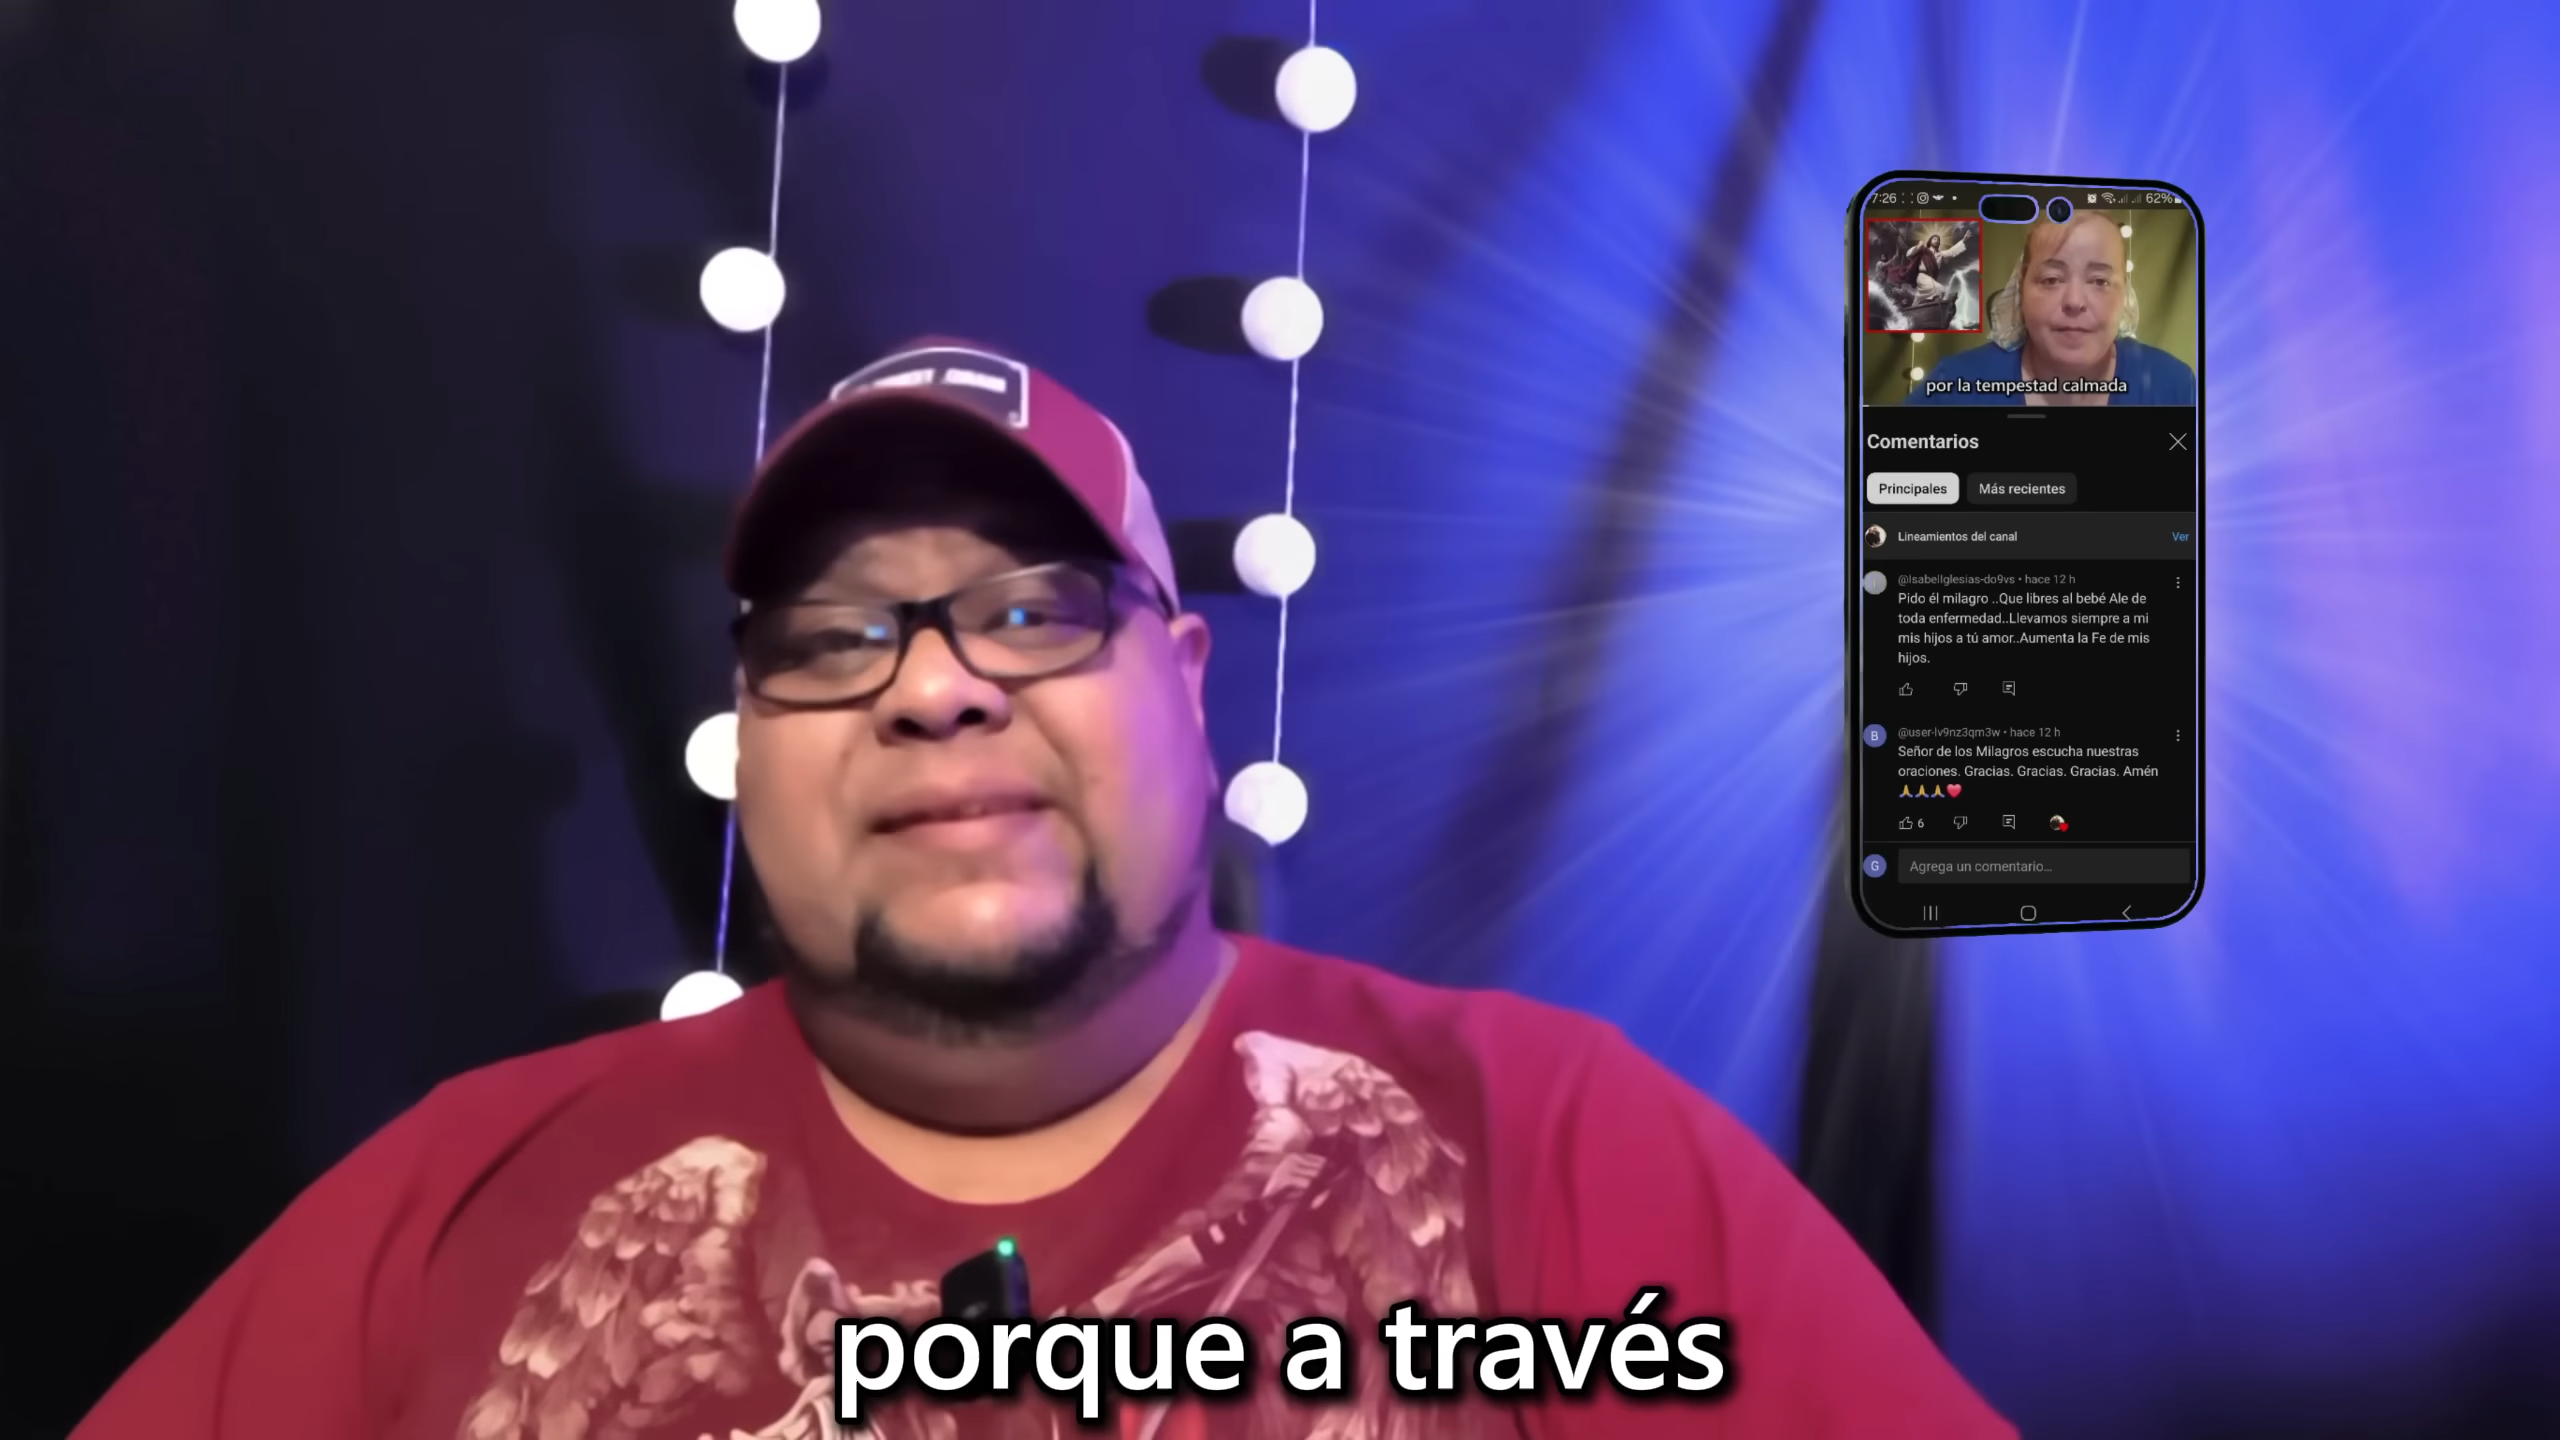 7:26
62%
por la tempestad calmada
Comentarios
Principales
Más recientes
Lineamientos del canal
Ver
@IsabelIglesias-do9vs • hace 12 h
Pido él milagro ..Que libres al bebé Ale de
toda enfermedad..Llevamos siempre a mi
mis hijos a tú amor..Aumenta la Fe de mis
hijos.
B
@user-lv9nz3qm3w • hace 12 h
Señor de los Milagros escucha nuestras
oraciones. Gracias. Gracias. Gracias. Amén
🙏🙏🙏❤️
6
G
Agrega un comentario...
porque a través